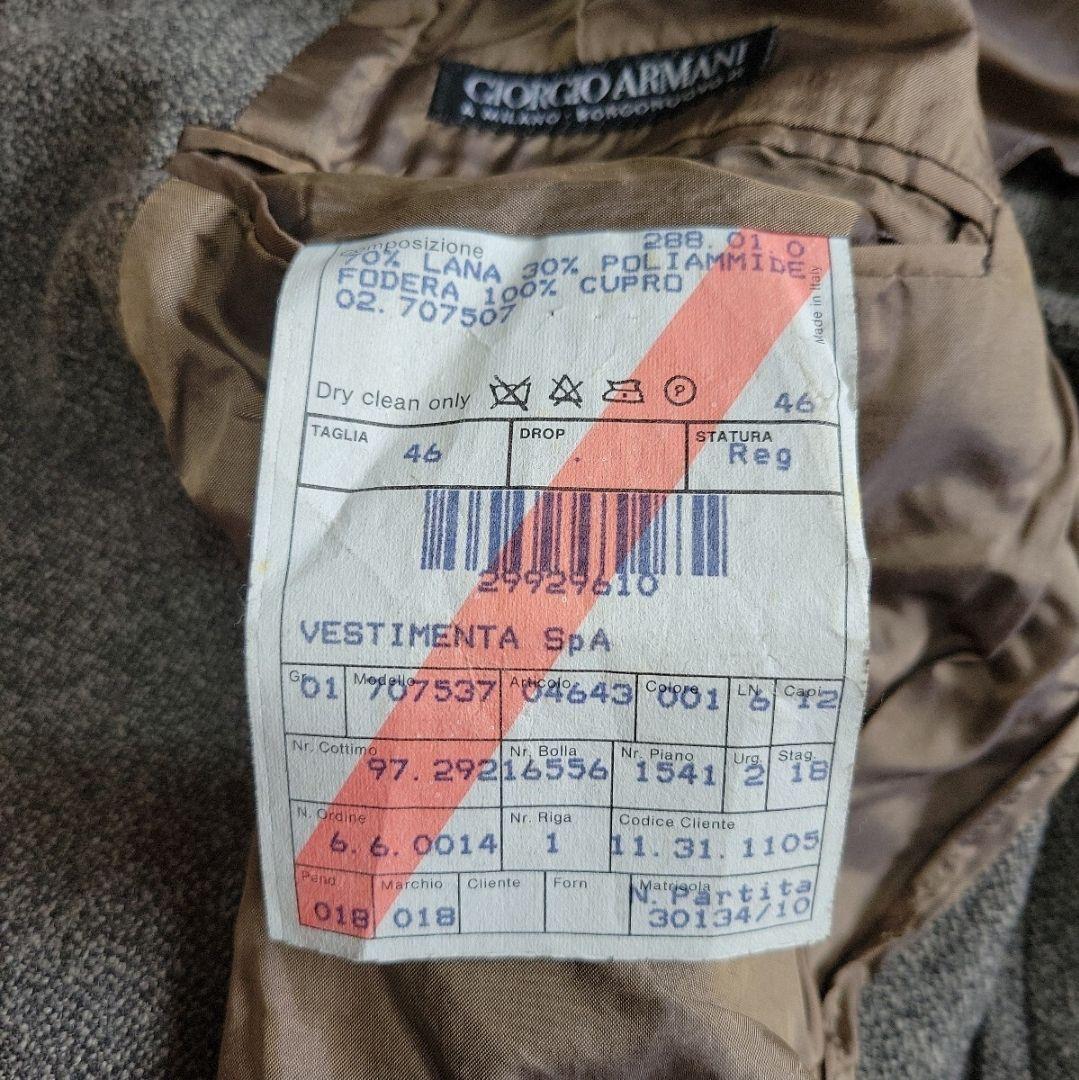 GIORGIO ARMANI
A MILANO · BORGONUOVO 21
Composizione
288.01.0
70% LANA 30% POLIAMMIDE
FODERA 100% CUPRO
02.707507
Made in Italy
Dry clean only P 46
TAGLIA DROP STATURA
46 . Reg
29929610
VESTIMENTA SpA
Gr. Modello Articolo Colore LN Capi
01 707537 04643 001 6 12
Nr. Cottimo Nr. Bolla Nr. Piano Urg. Stag.
97.292 16556 1541 2 18
N. Ordine Nr. Riga Codice Cliente
6.6.0014 1 11.31.1105
Pend Marchio Cliente Forn Matricola
N. Partita
018 018 30134/10